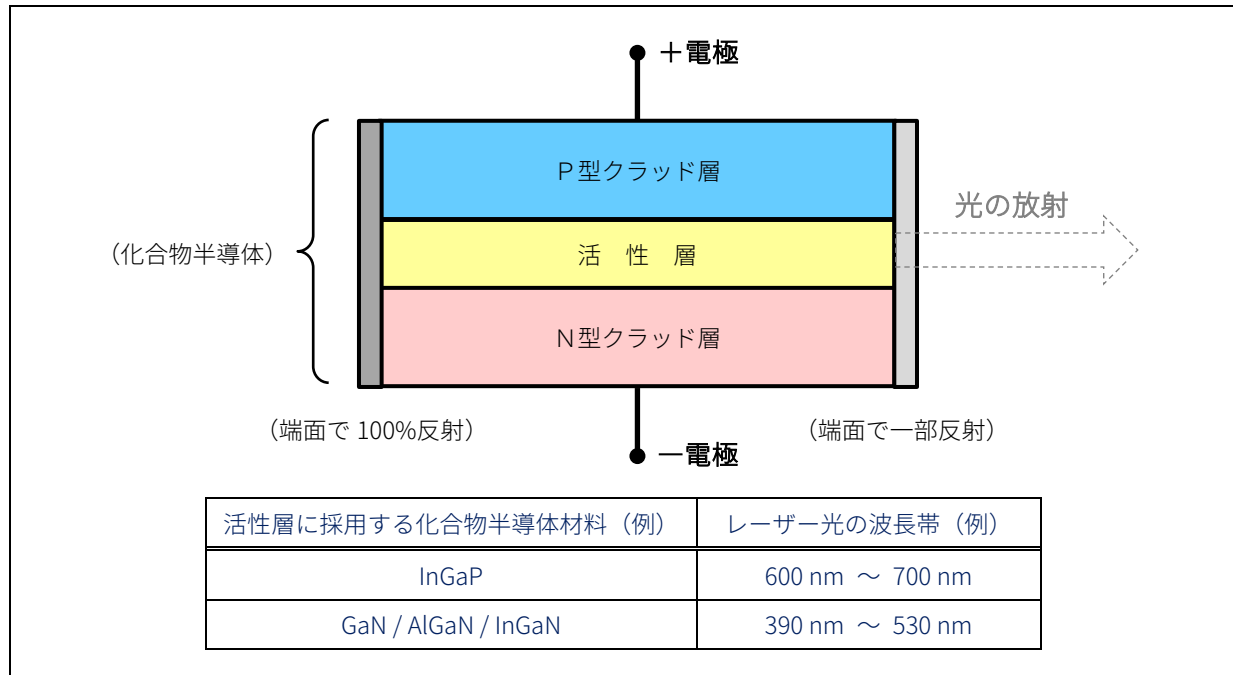 ＋電極
Ｐ型クラッド層
光の放射
（化合物半導体）
活　性　層
Ｎ型クラッド層
（端面で 100%反射）
（端面で一部反射）
―電極
活性層に採用する化合物半導体材料（例）
レーザー光の波長帯（例）
InGaP
600 nm ～ 700 nm
GaN / AlGaN / InGaN
390 nm ～ 530 nm